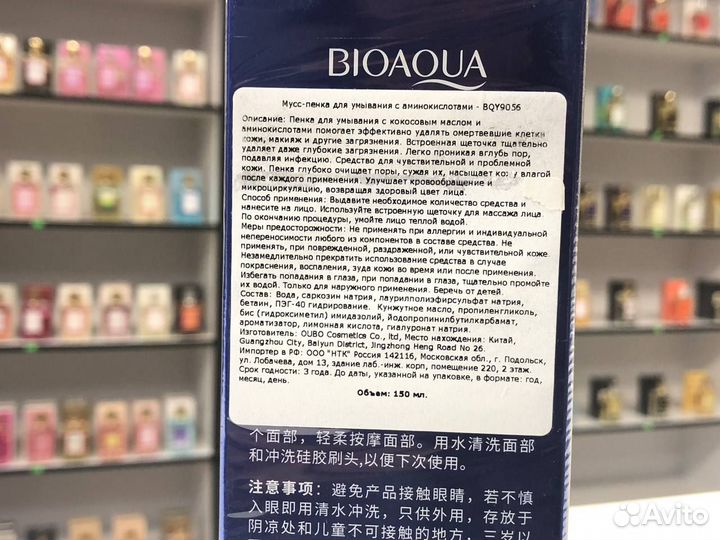 BIOAQUA
Мусс-пенка для умывания с аминокислотами - BQY9056
Описание: Пенка для умывания с кокосовым маслом и
аминокислотами помогает эффективно удалять омертвевшие клетки
кожи, макияж и другие загрязнения. Встроенная щеточка тщательно
удаляет даже глубокие загрязнения. Легко проникая вглубь пор,
подавляя инфекцию. Средство для чувствительной и проблемной
кожи. Пенка глубоко очищает поры, сужая их, насыщает кожу влагой
после каждого применения. Улучшает кровообращение и
микроциркуляцию, возвращая здоровый цвет лица.
Способ применения: Выдавите необходимое количество средства и
нанесите на лицо. Используйте встроенную щеточку для массажа лица.
По окончанию процедуры, умойте лицо теплой водой.
Меры предосторожности: Не применять при аллергии и индивидуальной
непереносимости любого из компонентов в составе средства. Не
применять, при поврежденной, раздраженной, или чувствительной коже.
Незамедлительно прекратить использование средства в случае
покраснения, воспаления, зуда кожи во время или после применения.
Избегать попадания в глаза, при попадании в глаза, тщательно промойте
их водой. Только для наружного применения. Беречь от детей.
Состав: Вода, саркозин натрия, лаурилполиэфирсульфат натрия,
бетаин, ПЭГ-40 гидрирование. Кунжутное масло, пропиленгликоль,
бис (гидроксиметил) имидазолий, йодопропинилбутилкарбамат,
ароматизатор, лимонная кислота, гиалуронат натрия.
Изготовитель: OUBO Cosmetics Co., ltd, Место нахождения: Китай,
Guangzhou City, Baiyun District, Jingzhong Heng Road No 26.
Импортер в РФ: ООО "НТК" Россия 142116, Московская обл., г. Подольск,
ул. Лобачева, дом 13, здание лаб.-инж. корп, помещение 220, 2 этаж.
Срок годности: 3 года. До даты, указанной на упаковке, в формате: год,
месяц, день.
Объем: 150 мл.
个面部，轻柔按摩面部。用水清洗面部
和冲洗硅胶刷头,以便下次使用。
注意事项：避免产品接触眼睛，若不慎
入眼即用清水冲洗，只供外用，存放于
阴凉处和儿童不可接触的地方，三岁以
Avito